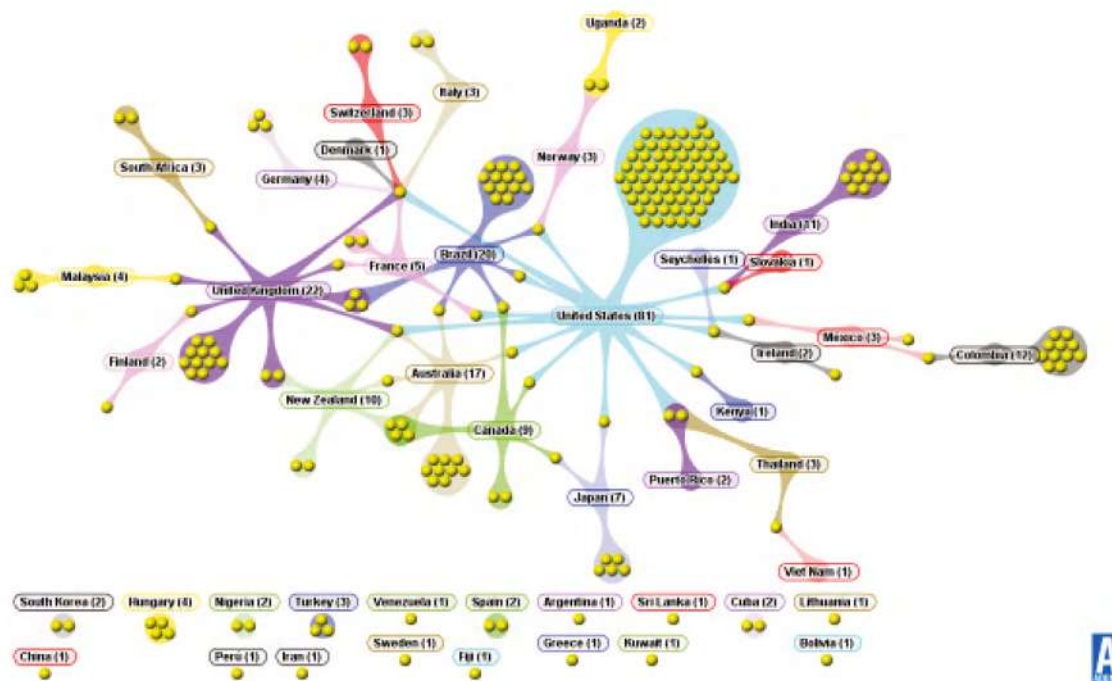 Uganda (2)
Italy (3)
Switzerland (3)
Denmark (1)
Norway (3)
South Africa (3)
Germany (4)
India (11)
Brazil (20)
Seychelles (1)
Slovakia (1)
France (5)
Malaysia (4)
United Kingdom (22)
United States (81)
Mexico (3)
Ireland (2)
Colombia (12)
Finland (2)
Australia (17)
New Zealand (10)
Kenya (1)
Canada (9)
Thailand (3)
Puerto Rico (2)
Japan (7)
Viet Nam (1)
South Korea (2)
Hungary (4)
Nigeria (2)
Turkey (3)
Venezuela (1)
Spain (2)
Argentina (1)
Sri Lanka (1)
Cuba (2)
Lithuania (1)
China (1)
Perú (1)
Iran (1)
Sweden (1)
Fiji (1)
Greece (1)
Kuwait (1)
Bolivia (1)
A